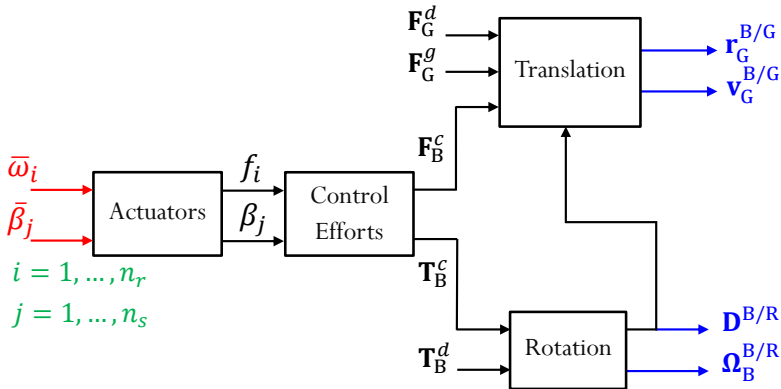 𝐅_G^d
𝐅_G^g
Translation
𝐫_G^{B/G}
𝐯_G^{B/G}
𝐅_B^c
ω̅_i
β̅_j
Actuators
f_i
β_j
Control
Efforts
i = 1, … , n_r
j = 1, … , n_s
𝐓_B^c
𝐓_B^d
Rotation
𝐃^{B/R}
𝛀_B^{B/R}